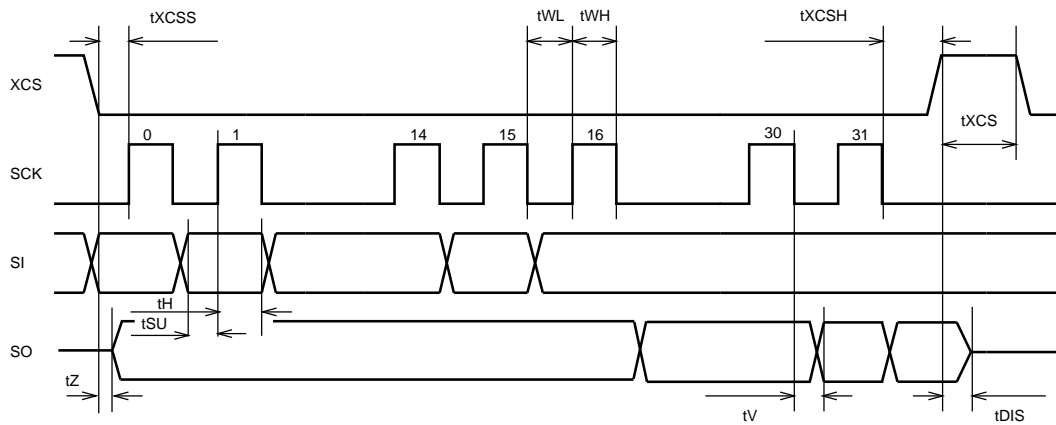 tXCSS
tWL
tWH
tXCSH
XCS
tXCS
0
1
14
15
16
30
31
SCK
SI
tH
tSU
SO
tZ
tV
tDIS